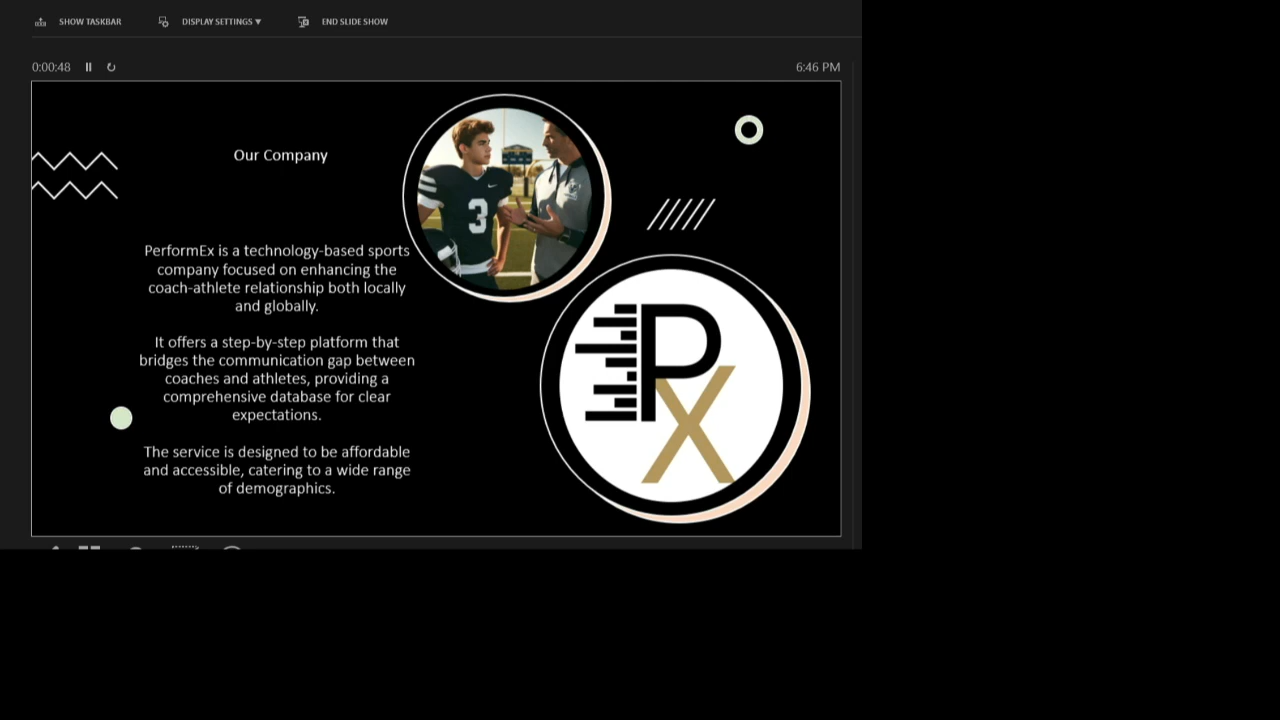 SHOW TASKBAR
DISPLAY SETTINGS ▼
END SLIDE SHOW
0:00:48
6:46 PM
Our Company
3
PerformEx is a technology-based sports
company focused on enhancing the
coach-athlete relationship both locally
and globally.
It offers a step-by-step platform that
bridges the communication gap between
coaches and athletes, providing a
comprehensive database for clear
expectations.
The service is designed to be affordable
and accessible, catering to a wide range
of demographics.
PX